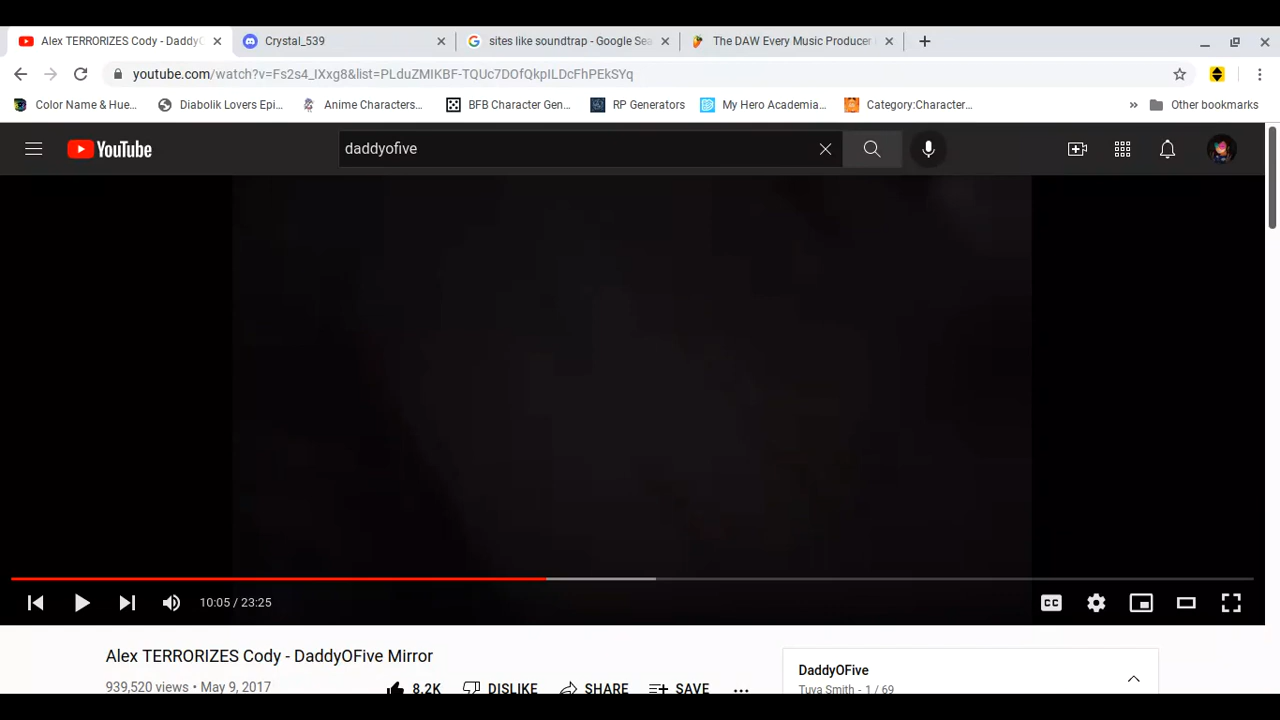 Alex TERRORIZES Cody - DaddyO
Crystal_539
sites like soundtrap - Google Sea
The DAW Every Music Producer
youtube.com/watch?v=Fs2s4_IXxg8&list=PLduZMIKBF-TQUc7DOfQkpILDcFhPEkSYq
Color Name & Hue...
Diabolik Lovers Epi...
Anime Characters...
BFB Character Gen...
RP Generators
My Hero Academia...
Category:Character...
»
Other bookmarks
YouTube
daddyofive
10:05 / 23:25
CC
Alex TERRORIZES Cody - DaddyOFive Mirror
939,520 views • May 9, 2017
8.2K
DISLIKE
SHARE
SAVE
DaddyOFive
Tuva Smith - 1 / 69